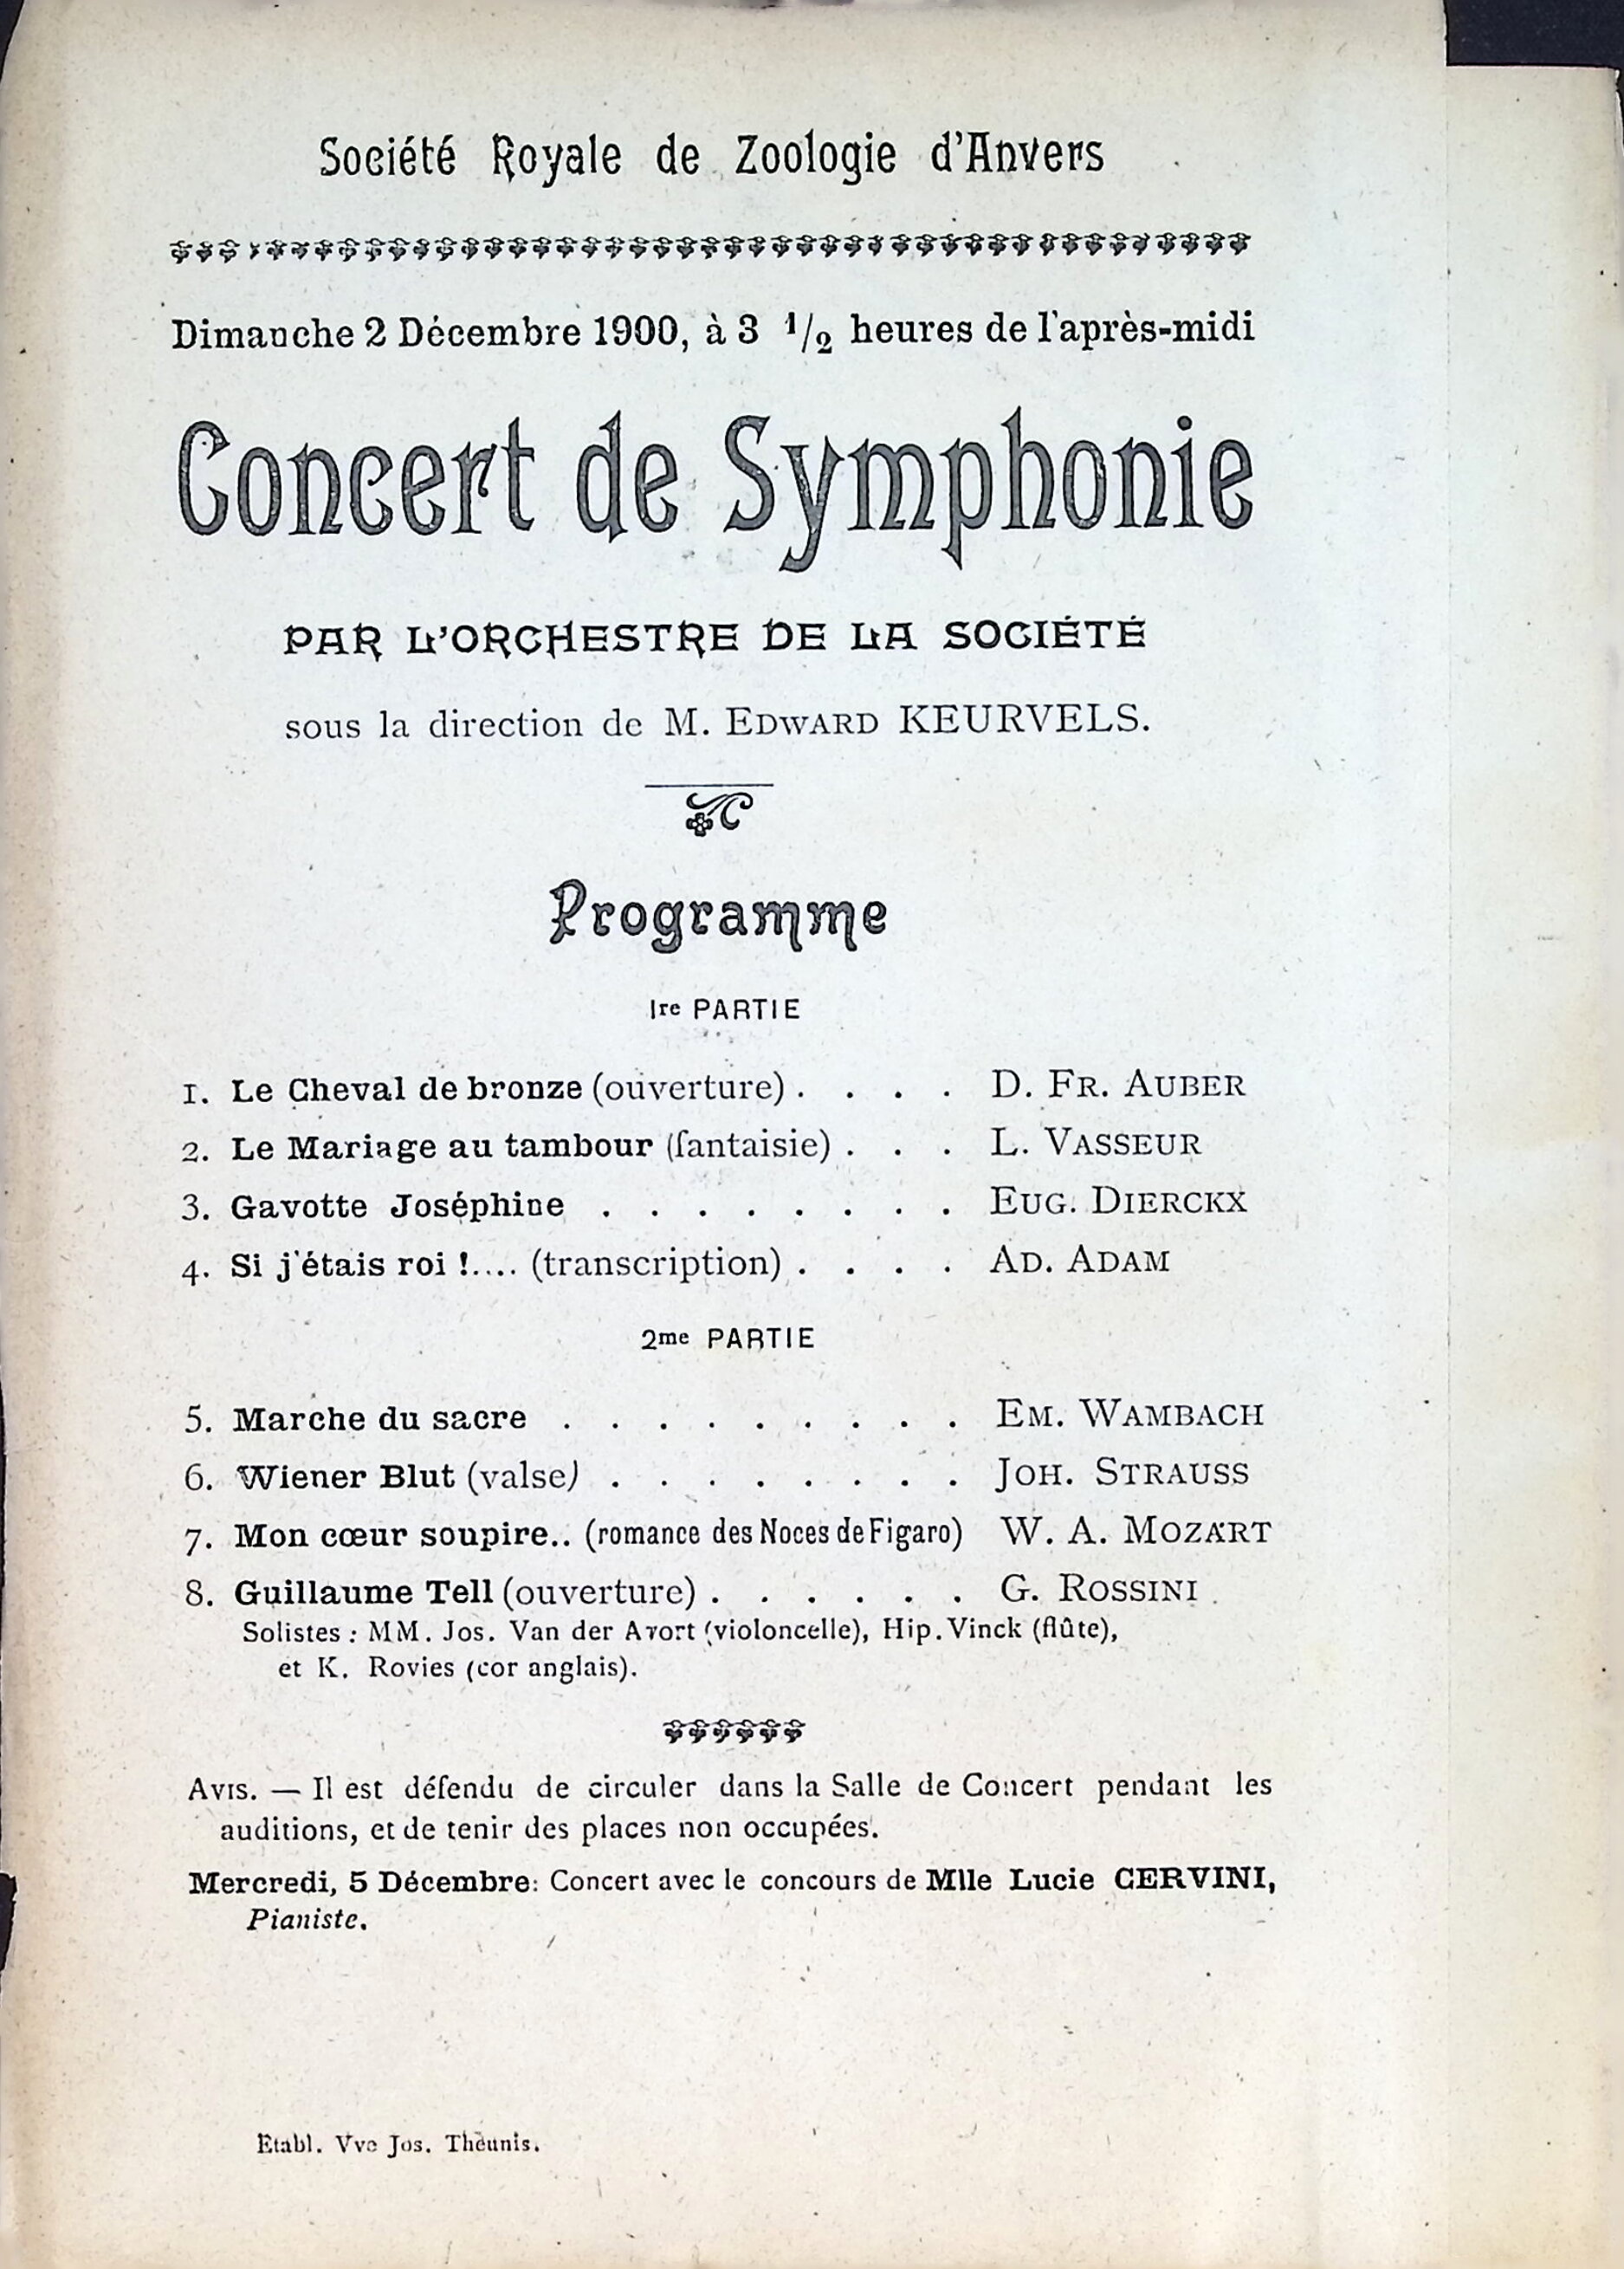 Société Royale de Zoologie d'Anvers
Dimanche 2 Décembre 1900, à 3 1/2 heures de l'après-midi
Concert de Symphonie
PAR L'ORCHESTRE DE LA SOCIÉTÉ
sous la direction de M. EDWARD KEURVELS.
Programme
1re PARTIE
1. Le Cheval de bronze (ouverture) . . . . D. FR. AUBER
2. Le Mariage au tambour (fantaisie) . . . L. VASSEUR
3. Gavotte Joséphine . . . . . . . . EUG. DIERCKX
4. Si j'étais roi !.... (transcription) . . . . AD. ADAM
2me PARTIE
5. Marche du sacre . . . . . . . . . EM. WAMBACH
6. Wiener Blut (valse) . . . . . . . . JOH. STRAUSS
7. Mon cœur soupire.. (romance des Noces de Figaro) W. A. MOZART
8. Guillaume Tell (ouverture) . . . . . . G. ROSSINI
Solistes : MM. Jos. Van der Avort (violoncelle), Hip. Vinck (flûte),
et K. Rovies (cor anglais).
AVIS. — Il est défendu de circuler dans la Salle de Concert pendant les
auditions, et de tenir des places non occupées.
Mercredi, 5 Décembre: Concert avec le concours de Mlle Lucie CERVINI,
Pianiste.
Etabl. Vve Jos. Theunis.